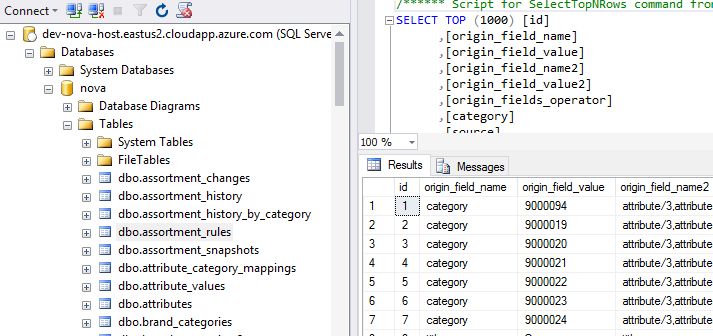 Connect
dev-nova-host.eastus2.cloudapp.azure.com (SQL Serve
Databases
System Databases
nova
Database Diagrams
Tables
System Tables
FileTables
dbo.assortment_changes
dbo.assortment_history
dbo.assortment_history_by_category
dbo.assortment_rules
dbo.assortment_snapshots
dbo.attribute_category_mappings
dbo.attribute_values
dbo.attributes
dbo.brand_categories
/****** Script for SelectTopNRows command from
SELECT TOP (1000) [id]
,[origin_field_name]
,[origin_field_value]
,[origin_field_name2]
,[origin_field_value2]
,[origin_fields_operator]
,[category]
,[source]
100 %
Results Messages
id origin_field_name origin_field_value origin_field_name2
1 1 category 9000094 attribute/3,attribute
2 2 category 9000019 attribute/3,attribute
3 3 category 9000020 attribute/3,attribute
4 4 category 9000021 attribute/3,attribute
5 5 category 9000022 attribute/3,attribute
6 6 category 9000023 attribute/3,attribute
7 7 category 9000024 attribute/3,attribute